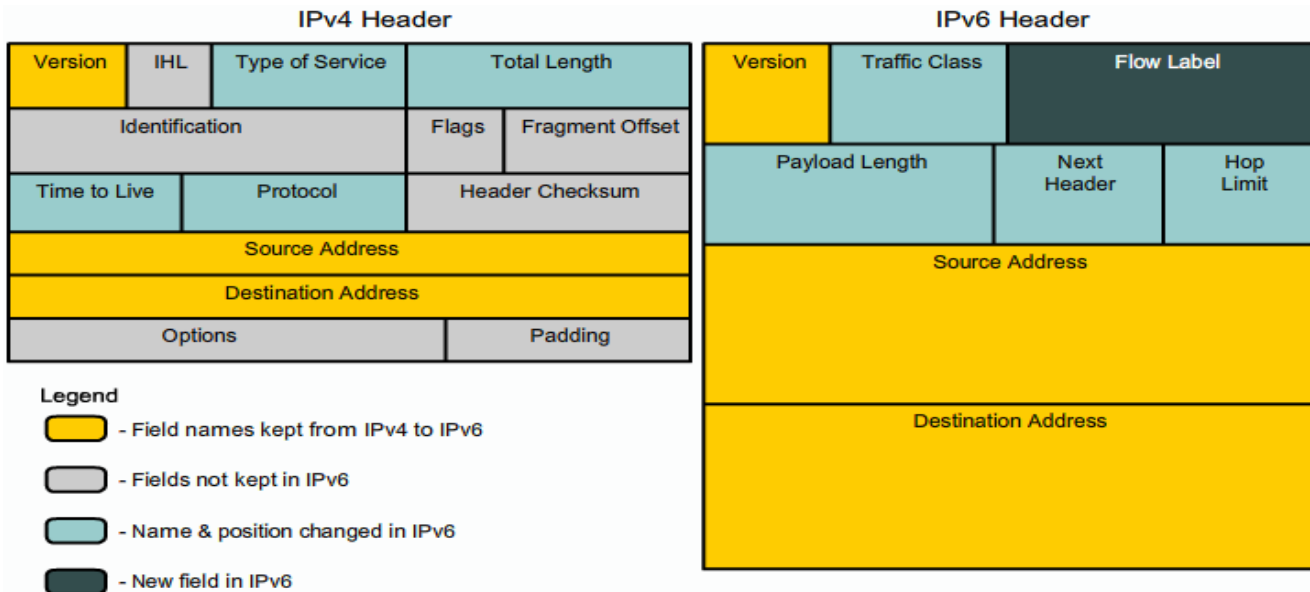 IPv4 Header
Version IHL Type of Service Total Length
Identification Flags Fragment Offset
Time to Live Protocol Header Checksum
Source Address
Destination Address
Options Padding
Legend
- Field names kept from IPv4 to IPv6
- Fields not kept in IPv6
- Name & position changed in IPv6
- New field in IPv6
IPv6 Header
Version Traffic Class Flow Label
Payload Length Next Header Hop Limit
Source Address
Destination Address